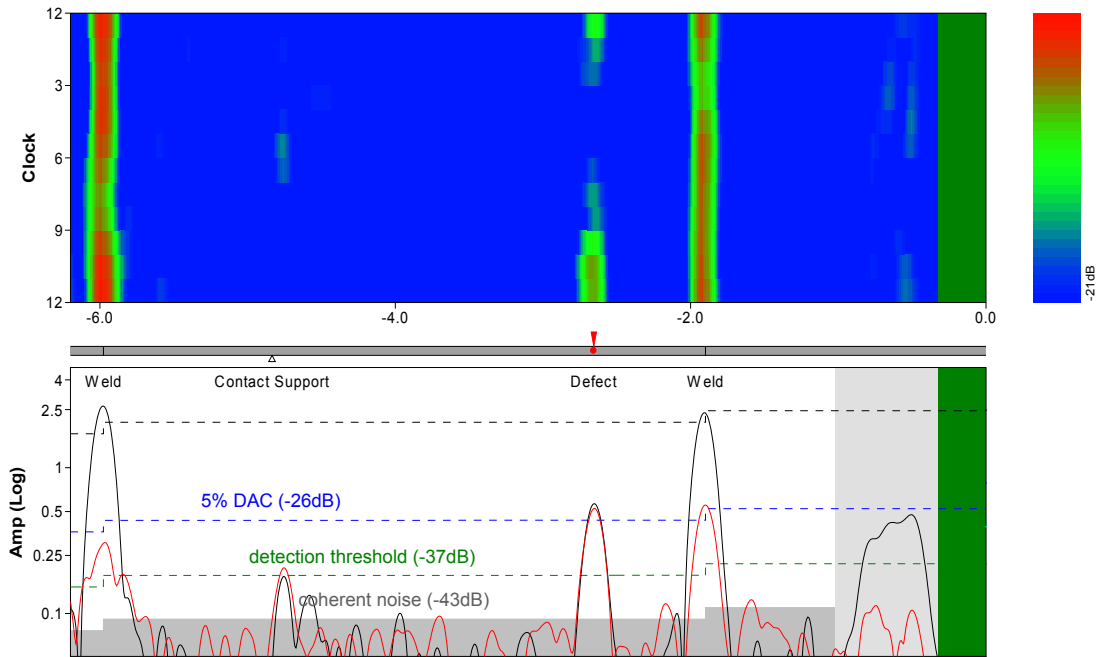 12
3
6
9
12
Clock
-6.0
-4.0
-2.0
0.0
-21dB
Weld
Contact Support
Defect
Weld
4
2.5
1
0.5
0.25
0.1
Amp (Log)
5% DAC (-26dB)
detection threshold (-37dB)
coherent noise (-43dB)